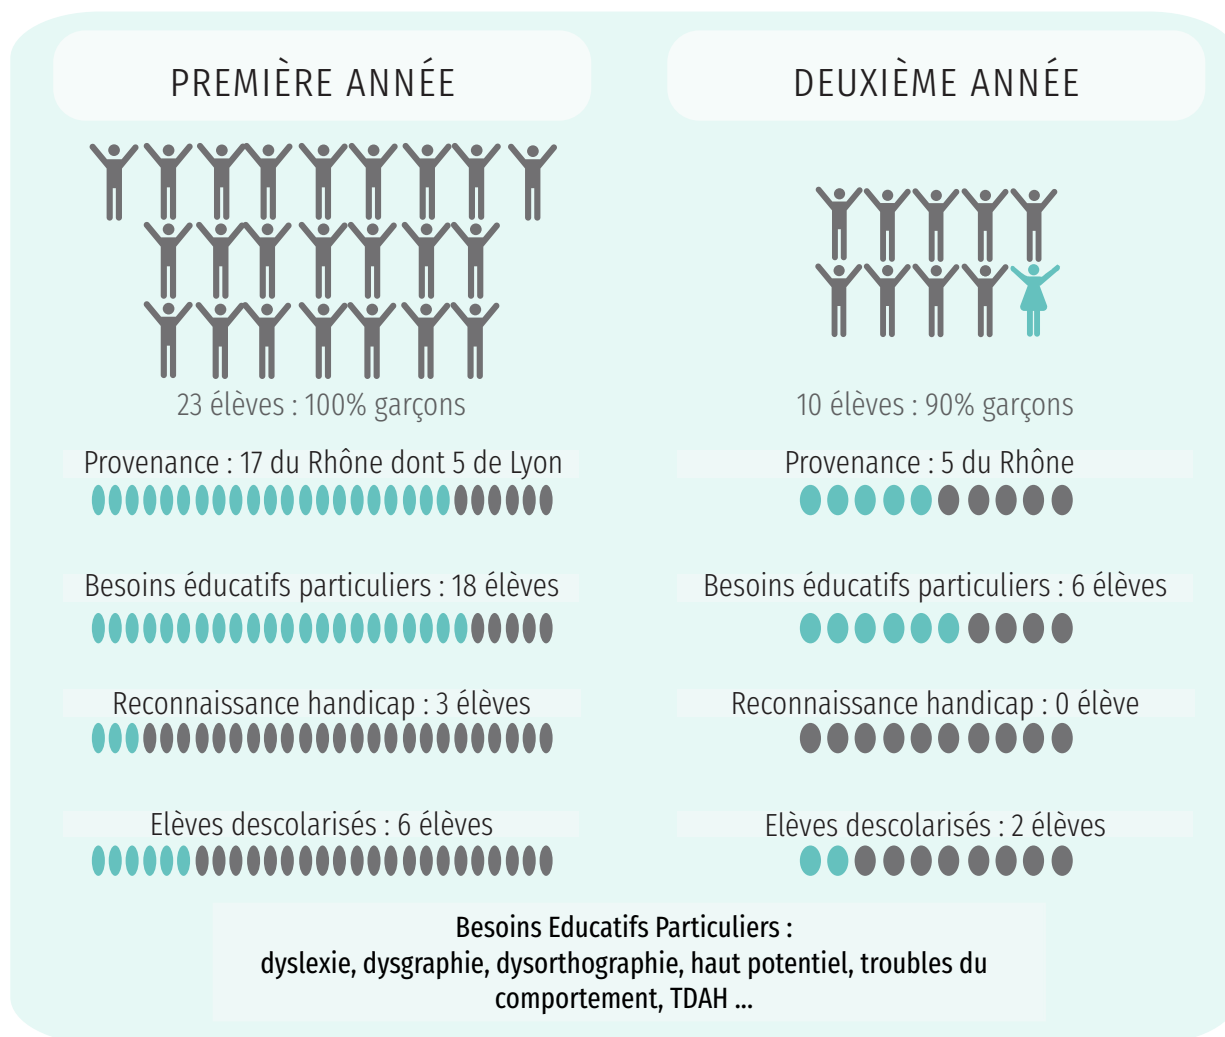 PREMIÈRE ANNÉE
23 élèves : 100% garçons
Provenance : 17 du Rhône dont 5 de Lyon
Besoins éducatifs particuliers : 18 élèves
Reconnaissance handicap : 3 élèves
Elèves descolarisés : 6 élèves
DEUXIÈME ANNÉE
10 élèves : 90% garçons
Provenance : 5 du Rhône
Besoins éducatifs particuliers : 6 élèves
Reconnaissance handicap : 0 élève
Elèves descolarisés : 2 élèves
Besoins Educatifs Particuliers :
dyslexie, dysgraphie, dysorthographie, haut potentiel, troubles du
comportement, TDAH ...